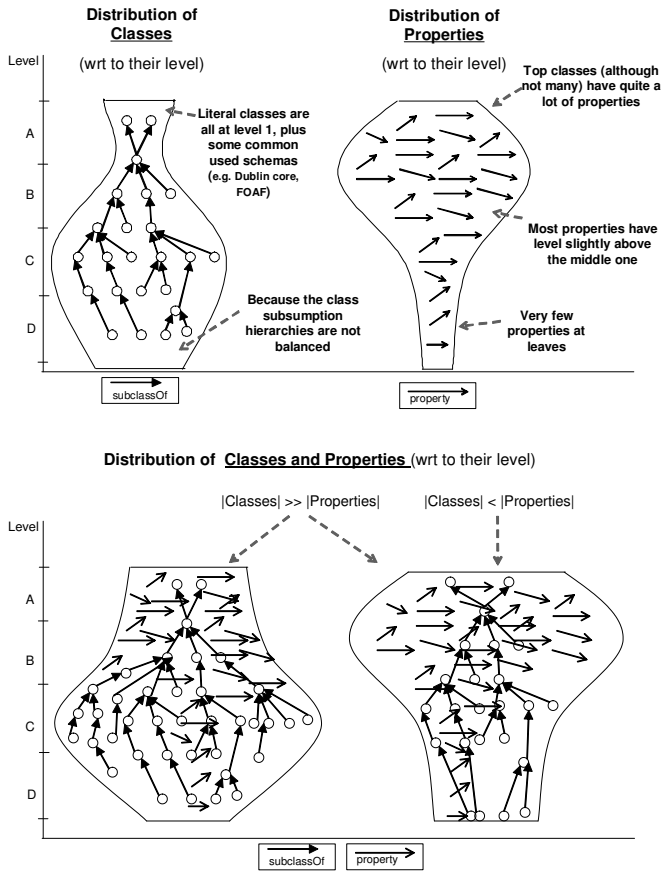 Distribution of
Classes
(wrt to their level)
Distribution of
Properties
(wrt to their level)
Level
A
B
C
D
Literal classes are
all at level 1, plus
some common
used schemas
(e.g. Dublin core,
FOAF)
Because the class
subsumption
hierarchies are not
balanced
Top classes (although
not many) have quite a
lot of properties
Most properties have
level slightly above
the middle one
Very few
properties at
leaves
subclassOf
property
Distribution of Classes and Properties (wrt to their level)
|Classes| >> |Properties|
|Classes| < |Properties|
Level
A
B
C
D
subclassOf
property